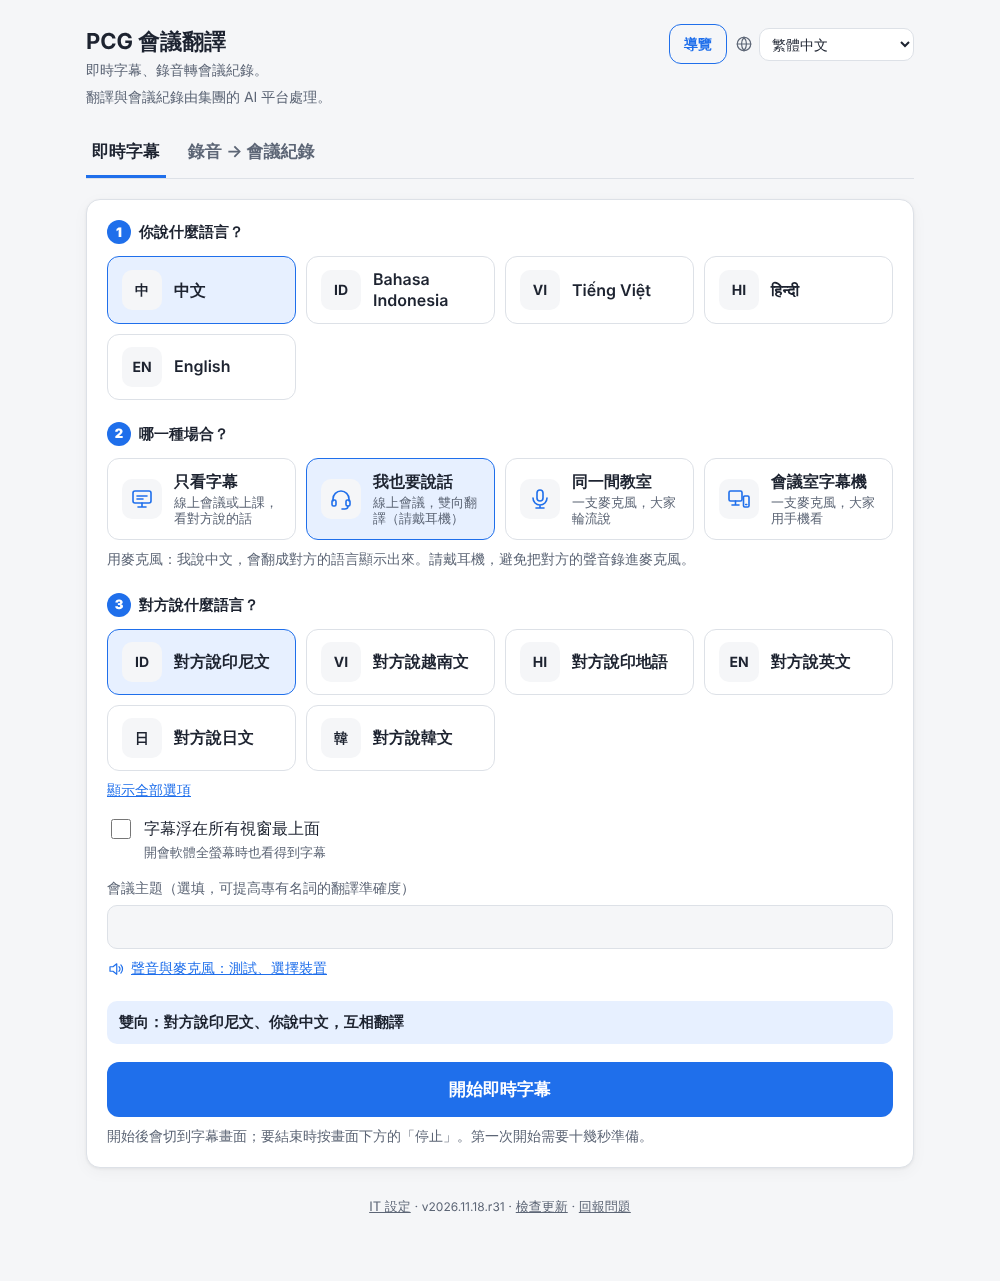 PCG 會議翻譯
導覽
繁體中文
即時字幕、錄音轉會議紀錄。
翻譯與會議紀錄由集團的 AI 平台處理。
即時字幕
錄音 → 會議紀錄
1 你說什麼語言？
中 中文
ID Bahasa Indonesia
VI Tiếng Việt
HI हिन्दी
EN English
2 哪一種場合？
只看字幕
線上會議或上課，
看對方說的話
我也要說話
線上會議，雙向翻
譯（請戴耳機）
同一間教室
一支麥克風，大家
輪流說
會議室字幕機
一支麥克風，大家
用手機看
用麥克風：我說中文，會翻成對方的語言顯示出來。請戴耳機，避免把對方的聲音錄進麥克風。
3 對方說什麼語言？
ID 對方說印尼文
VI 對方說越南文
HI 對方說印地語
EN 對方說英文
日 對方說日文
韓 對方說韓文
顯示全部選項
字幕浮在所有視窗最上面
開會軟體全螢幕時也看得到字幕
會議主題（選填，可提高專有名詞的翻譯準確度）
聲音與麥克風：測試、選擇裝置
雙向：對方說印尼文、你說中文，互相翻譯
開始即時字幕
開始後會切到字幕畫面；要結束時按畫面下方的「停止」。第一次開始需要十幾秒準備。
IT 設定 · v2026.11.18.r31 · 檢查更新 · 回報問題